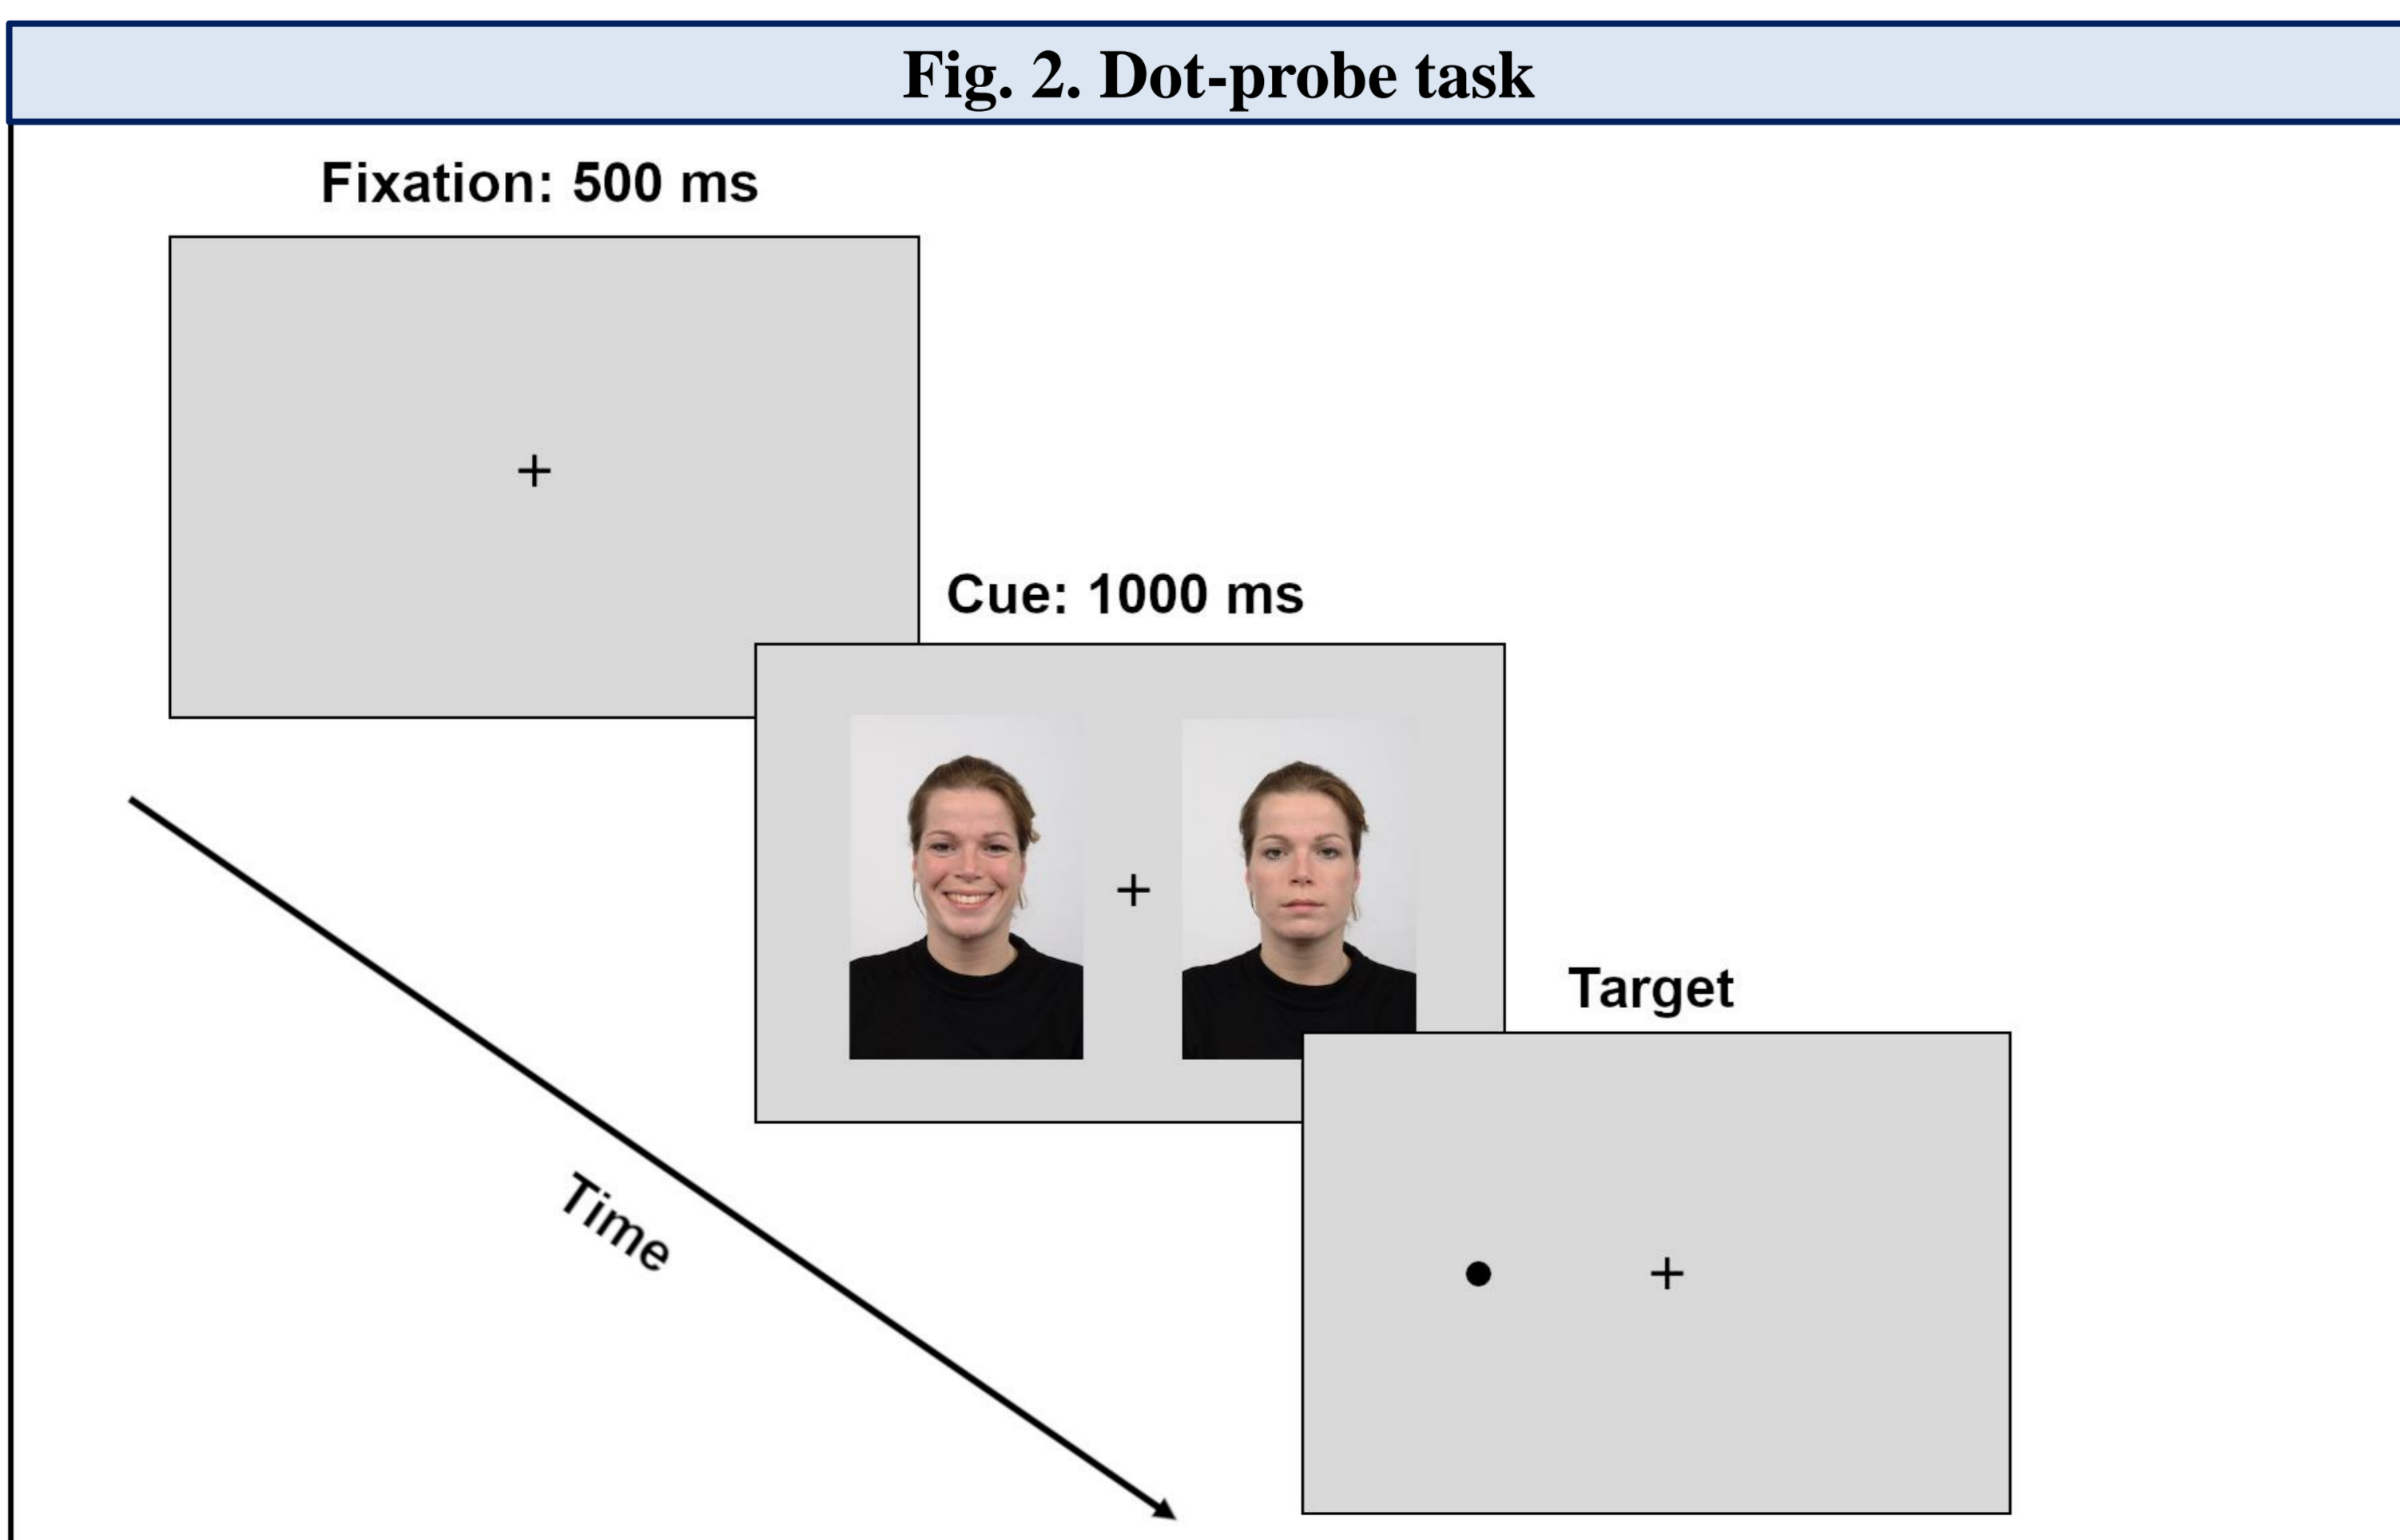 Fig. 2. Dot-probe task
Fixation: 500 ms
Cue: 1000 ms
Target
Time